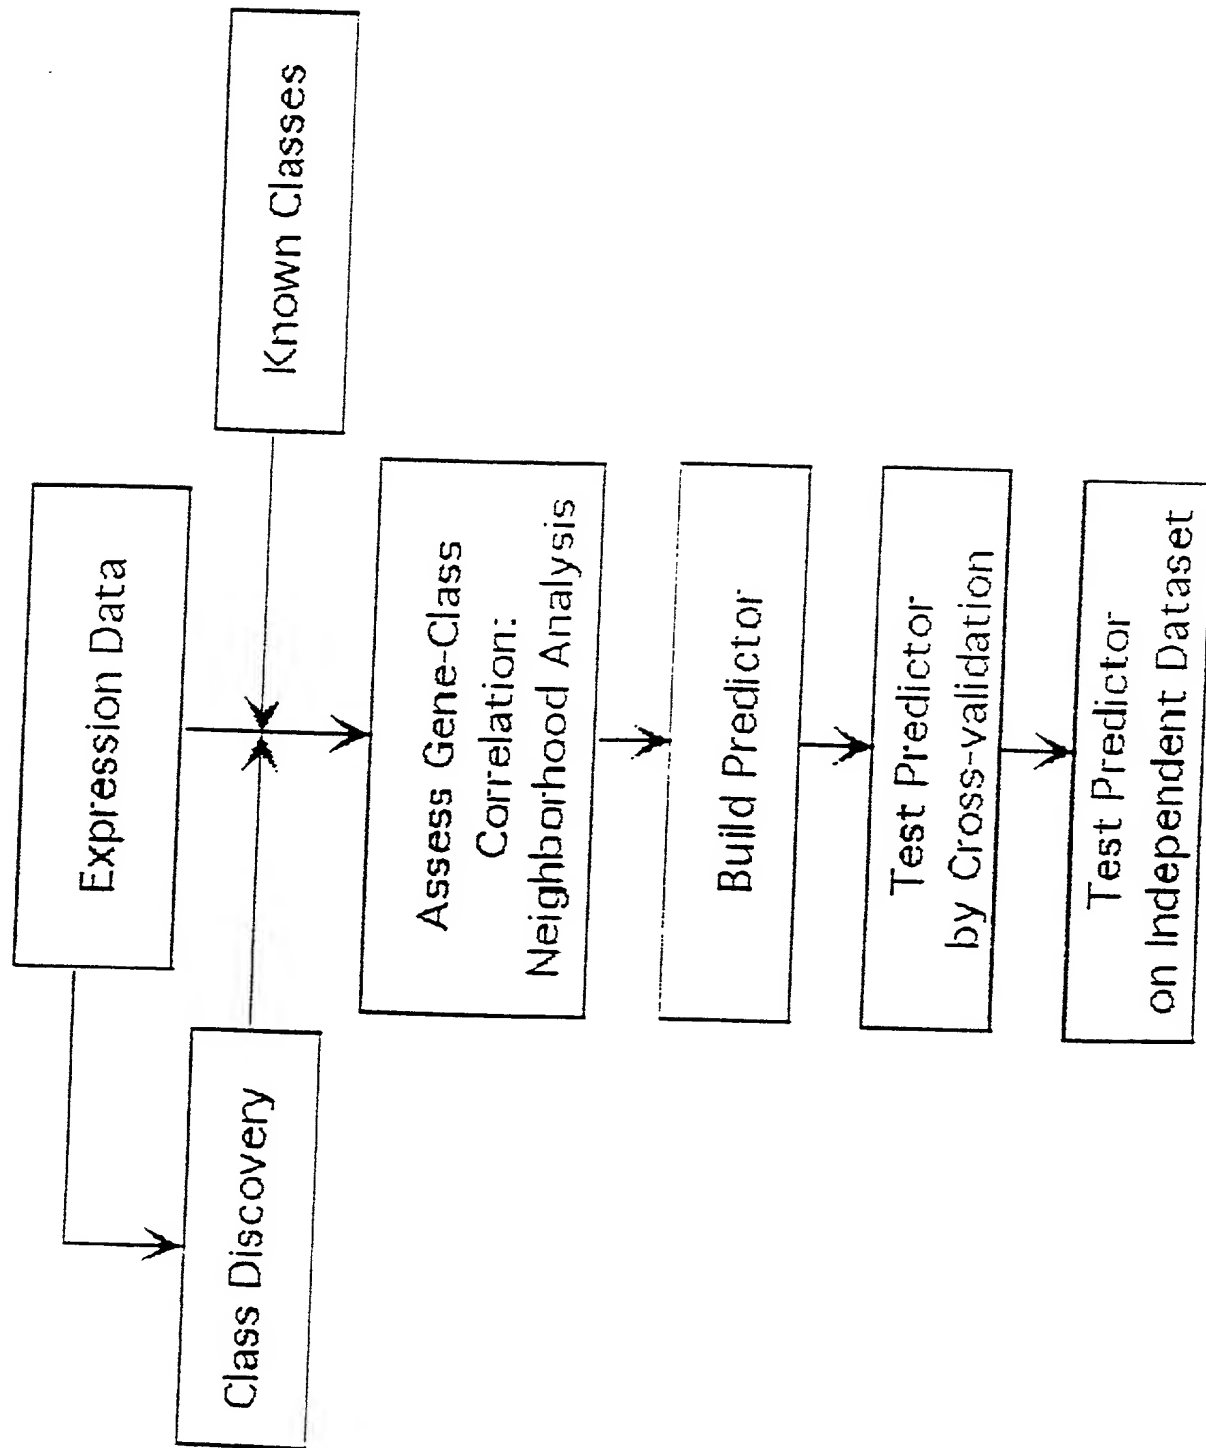 Expression Data
Class Discovery
Known Classes
Assess Gene-Class
Correlation:
Neighborhood Analysis
Build Predictor
Test Predictor
by Cross-validation
Test Predictor
on Independent Dataset